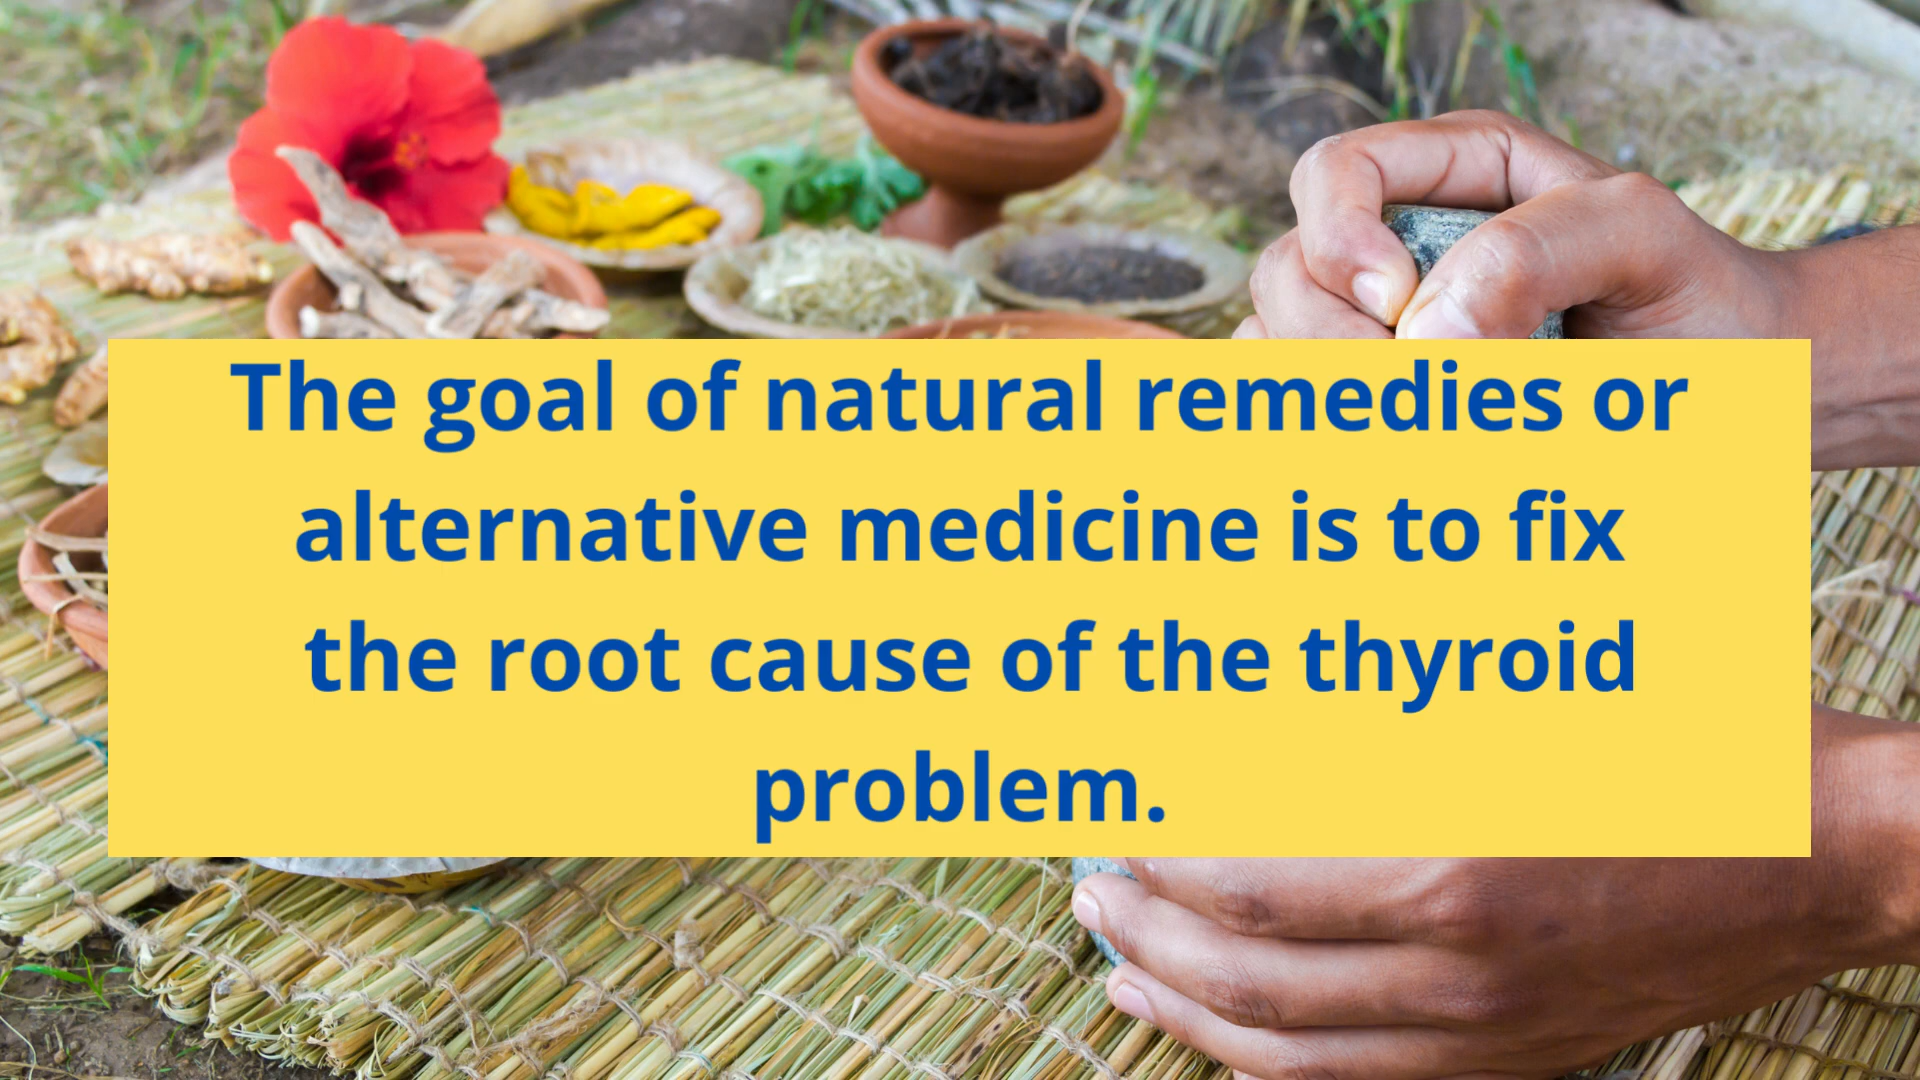 The goal of natural remedies or
alternative medicine is to fix
the root cause of the thyroid
problem.